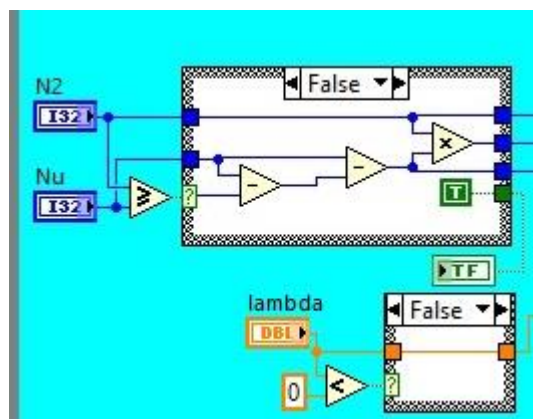 False
N2
I32
Nu
I32
?
T
TF
lambda
DBL
False
0
?